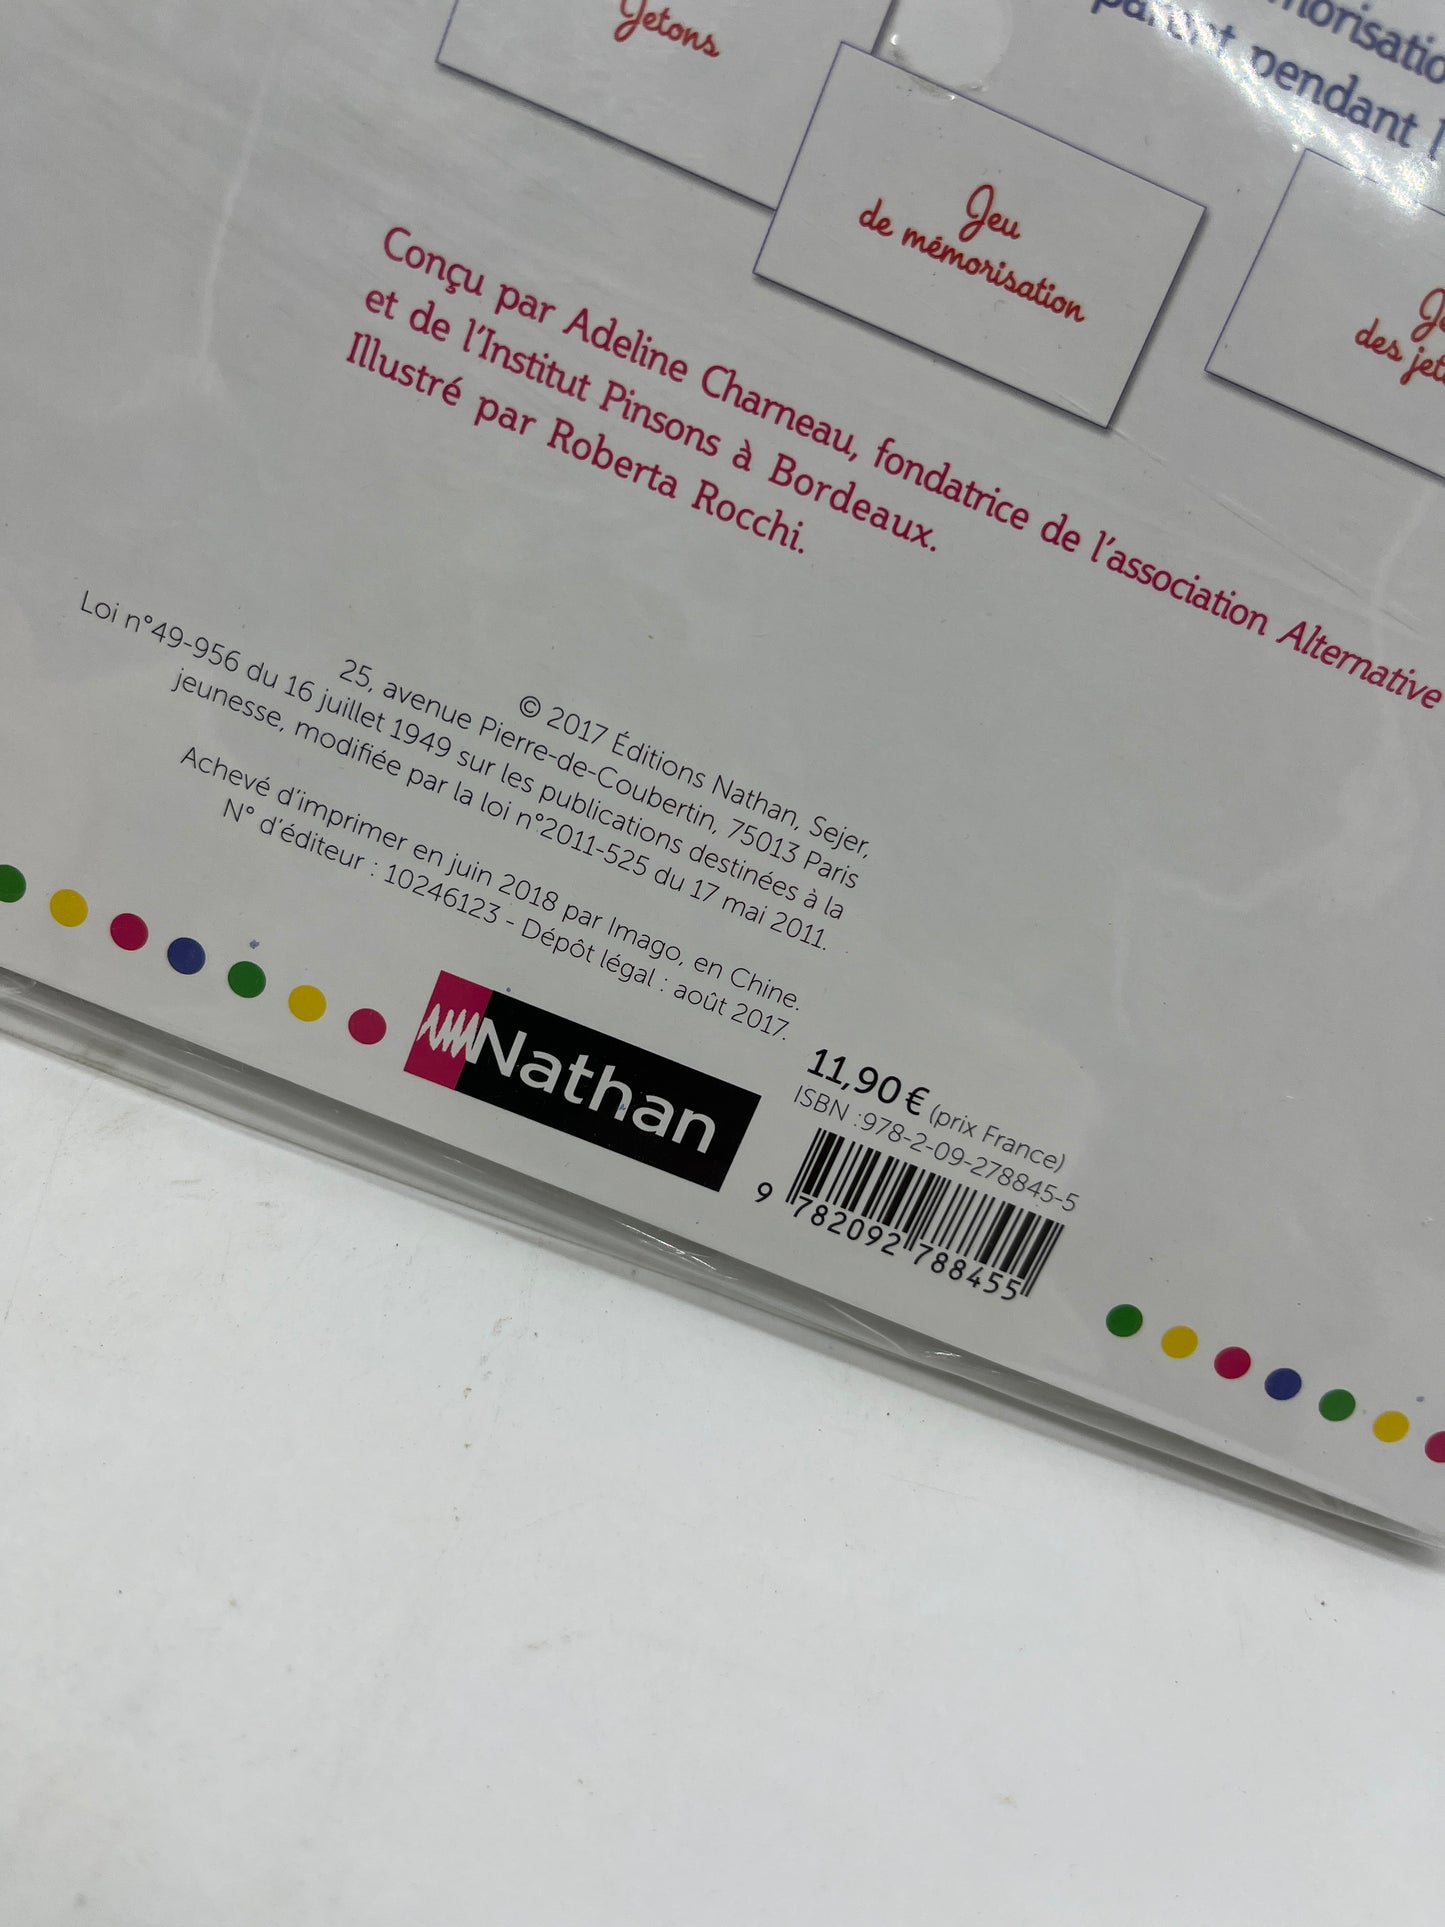 Jetons
pendant
Jeu
de mémorisation
des
Conçu par Adeline Charneau, fondatrice de l'association Alternative
et de l'Institut Pinsons à Bordeaux.
Illustré par Roberta Rocchi.
© 2017 Éditions Nathan, Sejer,
25, avenue Pierre-de-Coubertin, 75013 Paris
Loi n°49-956 du 16 juillet 1949 sur les publications destinées à la
jeunesse, modifiée par la loi n°2011-525 du 17 mai 2011.
Achevé d'imprimer en juin 2018 par Imago, en Chine.
N° d'éditeur : 10246123 - Dépôt légal : août 2017.
Nathan
11,90 € (prix France)
ISBN :978-2-09-278845-5
9 782092 788455